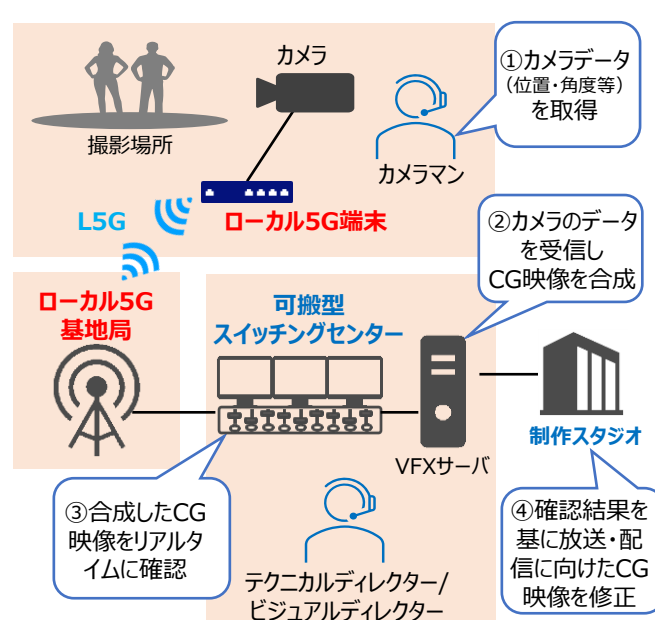 カメラ
①カメラデータ
（位置・角度等）
を取得
撮影場所
カメラマン
L5G
ローカル5G端末
②カメラのデータ
を受信し
CG映像を合成
ローカル5G
基地局
可搬型
スイッチングセンター
制作スタジオ
VFXサーバ
③合成したCG
映像をリアルタ
イムに確認
④確認結果を
基に放送・配
信に向けたCG
映像を修正
テクニカルディレクター/
ビジュアルディレクター